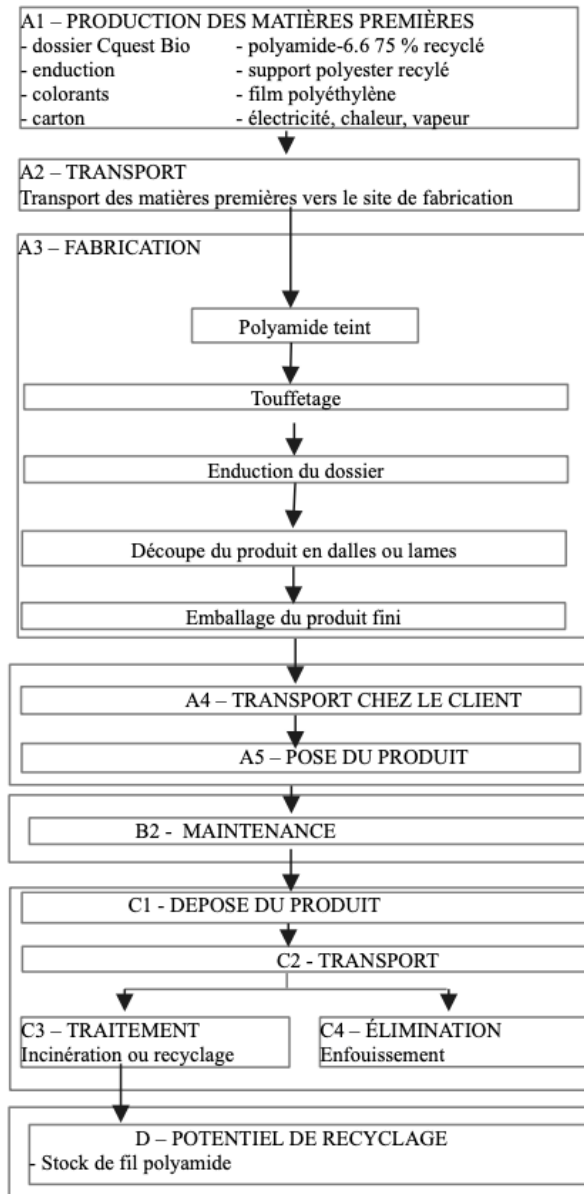 A1 – PRODUCTION DES MATIÈRES PREMIÈRES
- dossier Cquest Bio - polyamide-6.6 75 % recyclé
- enduction - support polyester recylé
- colorants - film polyéthylène
- carton - électricité, chaleur, vapeur
A2 – TRANSPORT
Transport des matières premières vers le site de fabrication
A3 – FABRICATION
Polyamide teint
Touffetage
Enduction du dossier
Découpe du produit en dalles ou lames
Emballage du produit fini
A4 – TRANSPORT CHEZ LE CLIENT
A5 – POSE DU PRODUIT
B2 - MAINTENANCE
C1 - DEPOSE DU PRODUIT
C2 - TRANSPORT
C3 – TRAITEMENT
Incinération ou recyclage
C4 – ÉLIMINATION
Enfouissement
D – POTENTIEL DE RECYCLAGE
- Stock de fil polyamide